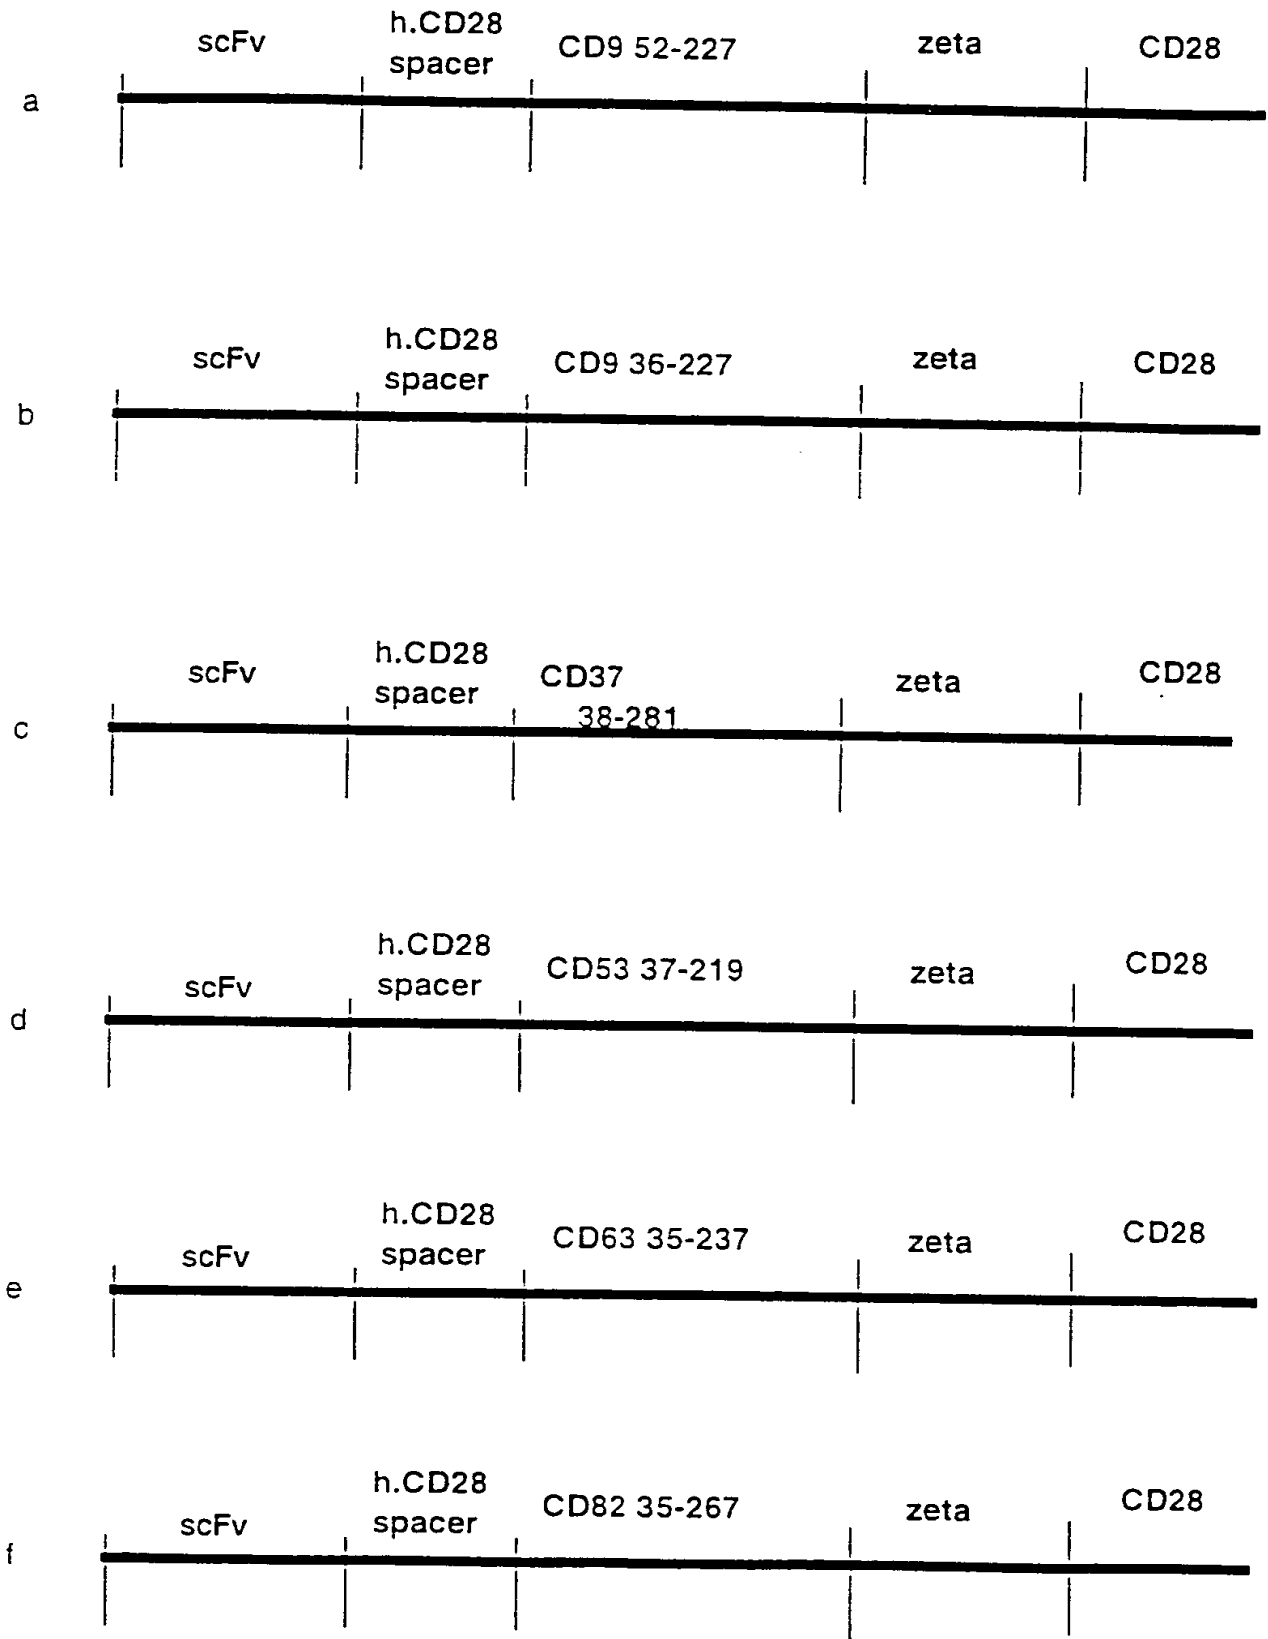 scFv
h.CD28
spacer
CD9 52-227
zeta
CD28
a
scFv
h.CD28
spacer
CD9 36-227
zeta
CD28
b
scFv
h.CD28
spacer
CD37
38-281
zeta
CD28
c
scFv
h.CD28
spacer
CD53 37-219
zeta
CD28
d
scFv
h.CD28
spacer
CD63 35-237
zeta
CD28
e
scFv
h.CD28
spacer
CD82 35-267
zeta
CD28
f